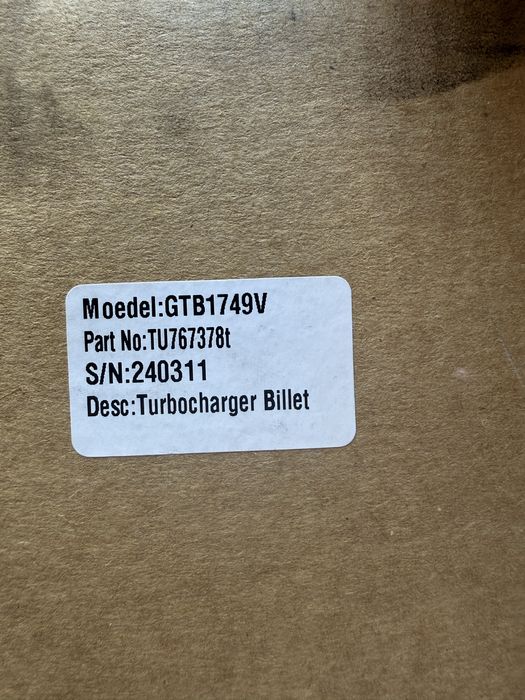 Moedel:GTB1749V
Part No:TU767378t
S/N:240311
Desc:Turbocharger Billet